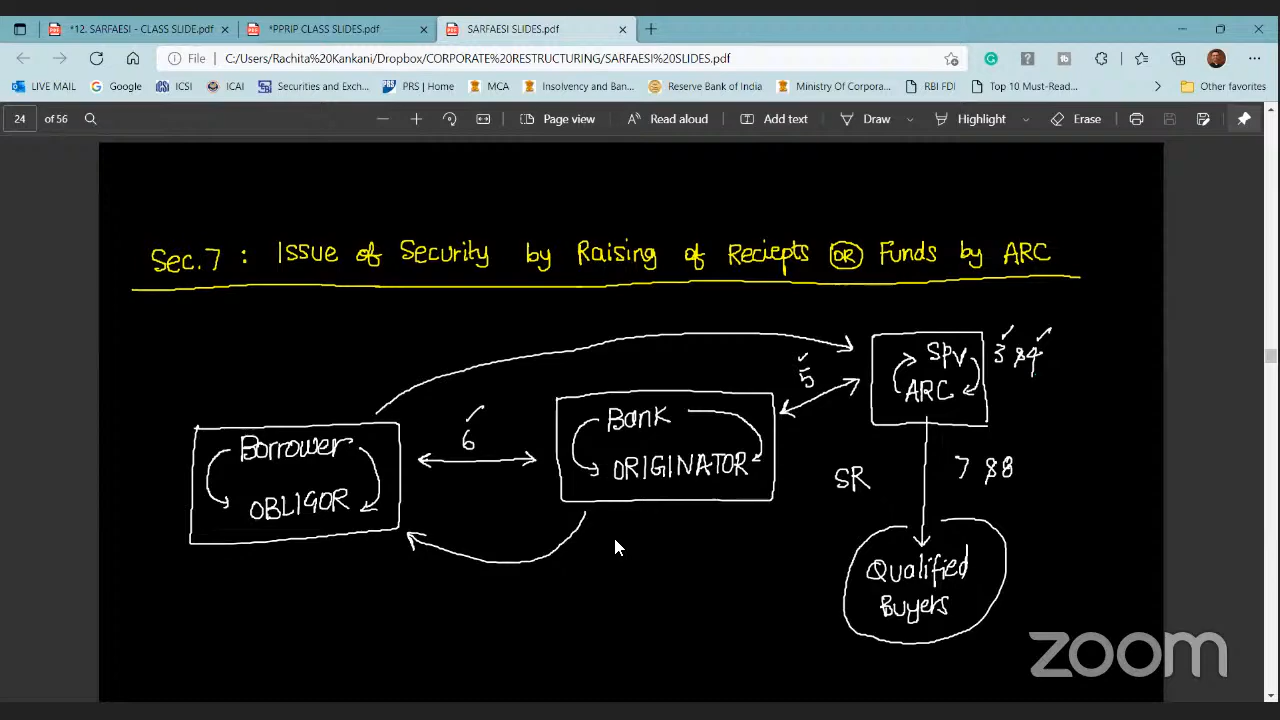 *12. SARFAESI - CLASS SLIDE.pdf
*PPRIP CLASS SLIDES.pdf
SARFAESI SLIDES.pdf
File
C:/Users/Rachita%20Kankani/Dropbox/CORPORATE%20RESTRUCTURING/SARFAESI%20SLIDES.pdf
LIVE MAIL
Google
ICSI
ICAI
Securities and Exch...
PRS | Home
MCA
Insolvency and Ban...
Reserve Bank of India
Ministry Of Corpora...
RBI FDI
Top 10 Must-Read...
Other favorites
24 of 56
Page view
Read aloud
Add text
Draw
Highlight
Erase
Sec.7 : Issue of Security by Raising of Reciepts OR Funds by ARC
SPV
ARC
3 & 4
5
Bank
ORIGINATOR
6
Borrower
OBLIGOR
SR
7 & 8
Qualified
Buyers
zoom